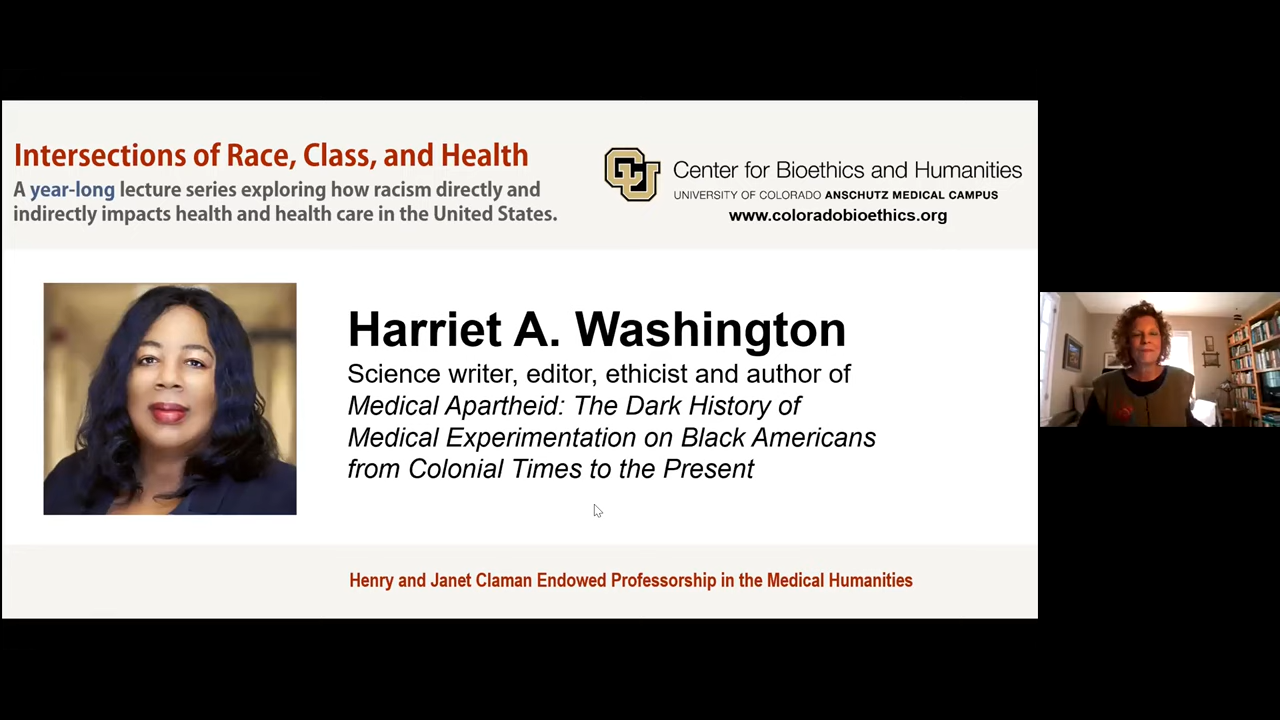 Intersections of Race, Class, and Health
A year-long lecture series exploring how racism directly and
indirectly impacts health and health care in the United States.
CU
Center for Bioethics and Humanities
UNIVERSITY OF COLORADO ANSCHUTZ MEDICAL CAMPUS
www.coloradobioethics.org
Harriet A. Washington
Science writer, editor, ethicist and author of
Medical Apartheid: The Dark History of
Medical Experimentation on Black Americans
from Colonial Times to the Present
Henry and Janet Claman Endowed Professorship in the Medical Humanities